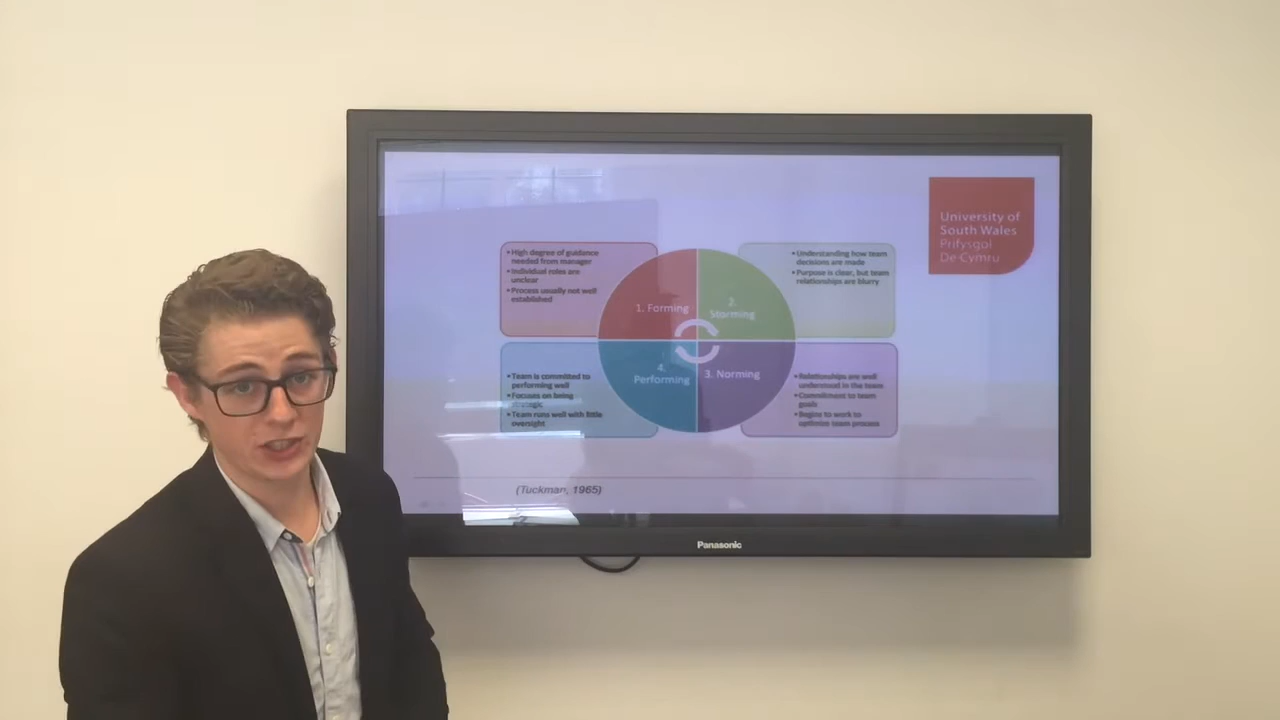 University of
South Wales
Prifysgol
De Cymru
• High degree of guidance
needed from manager
• Individual roles are
unclear
• Process usually not well
established
• Understanding how team
decisions are made
• Purpose is clear, but team
relationships are blurry
1. Forming
2.
Storming
4.
Performing
3. Norming
• Team is committed to
performing well
• Focuses on being
strategic
• Team runs well with little
oversight
• Relationships are well
understood in the team
• Commitment to team
goals
• Begins to work to
optimize team process
(Tuckman, 1965)
Panasonic